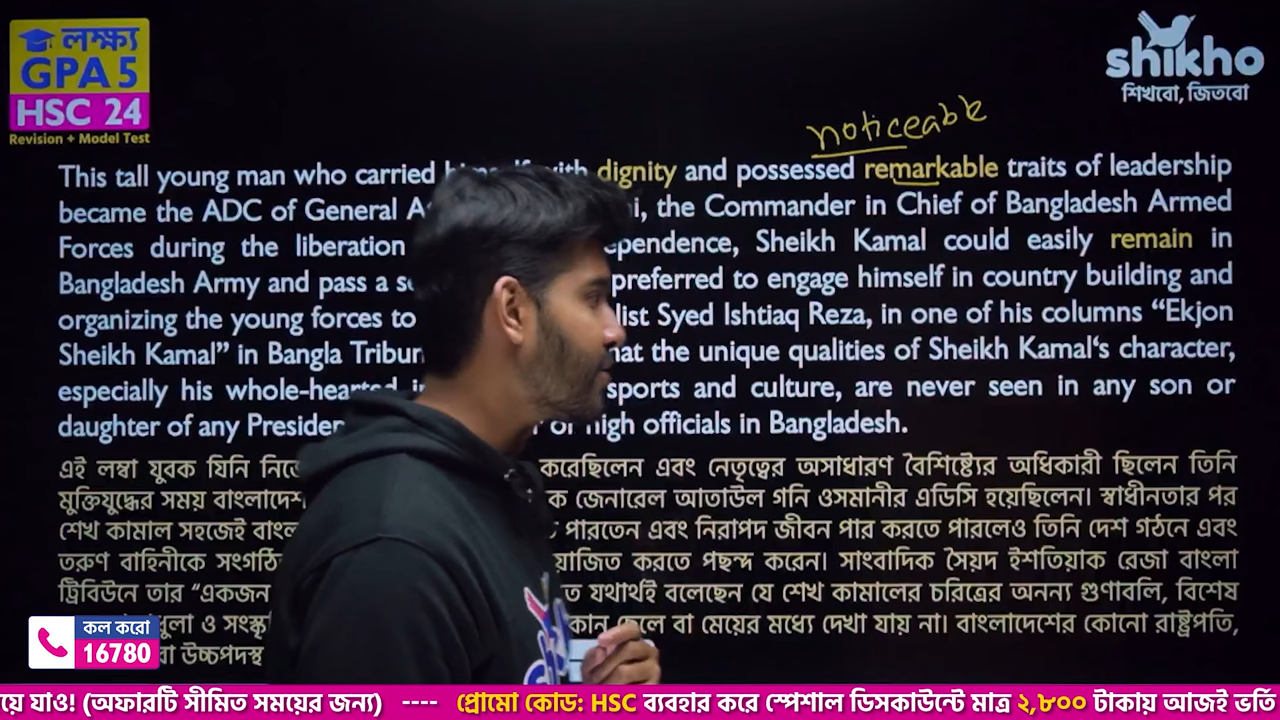 লক্ষ্য
GPA 5
HSC 24
Revision + Model Test
shikho
শিখবো, জিতবো
noticeable
This tall young man who carried with dignity and possessed remarkable traits of leadership
became the ADC of General the Commander in Chief of Bangladesh Armed
Forces during the liberation Sheikh Kamal could easily remain in
Bangladesh Army and pass a preferred to engage himself in country building and
organizing the young forces to Syed Ishtiaq Reza, in one of his columns “Ekjon
Sheikh Kamal” in Bangla the unique qualities of Sheikh Kamal‘s character,
especially his sports and culture, are never seen in any son or
daughter of any high officials in Bangladesh.
এই লম্বা যুবক যিনি করেছিলেন এবং নেতৃত্বের অসাধারণ বৈশিষ্ট্যের অধিকারী ছিলেন তিনি
মুক্তিযুদ্ধের সময় জেনারেল আতাউল গনি ওসমানীর এডিসি হয়েছিলেন। স্বাধীনতার পর
শেখ কামাল সহজেই পারতেন এবং নিরাপদ জীবন পার করতে পারলেও তিনি দেশ গঠনে এবং
তরুণ বাহিনীকে করতে পছন্দ করেন। সাংবাদিক সৈয়দ ইশতিয়াক রেজা বাংলা
ট্রিবিউনে তার “একজন যথার্থই বলেছেন যে শেখ কামালের চরিত্রের অনন্য গুণাবলি, বিশেষ
ও কোন বা মেয়ের মধ্যে দেখা যায় না। বাংলাদেশের কোনো রাষ্ট্রপতি,
উচ্চপদস্থ
কল করো
16780
যাও! (অফারটি সীমিত সময়ের জন্য) ---- প্রোমো কোড: HSC ব্যবহার করে স্পেশাল ডিসকাউন্টে মাত্র ২,৮০০ টাকায় আজই ভর্তি